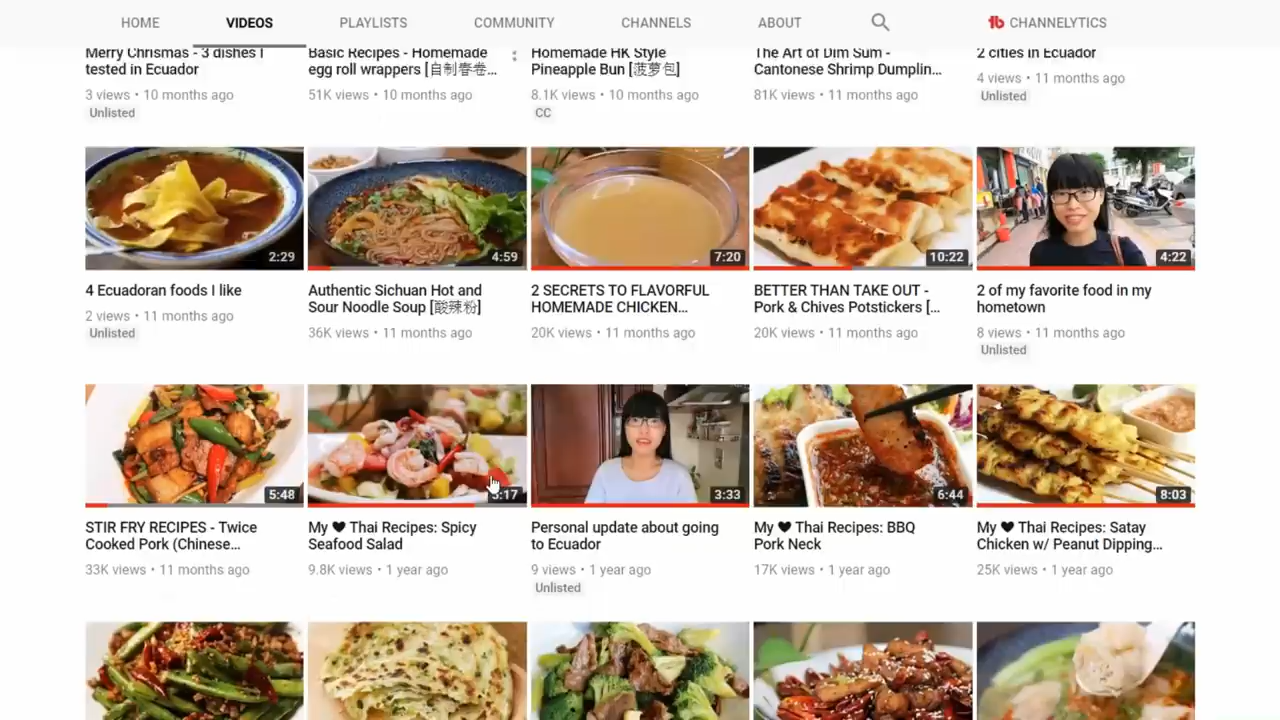 HOME VIDEOS PLAYLISTS COMMUNITY CHANNELS ABOUT CHANNELYTICS
Merry Chrismas - 3 dishes I
tested in Ecuador
3 views • 10 months ago
Unlisted
Basic Recipes - Homemade
egg roll wrappers [自制春卷...
51K views • 10 months ago
Homemade HK Style
Pineapple Bun [菠萝包]
8.1K views • 10 months ago
CC
The Art of Dim Sum -
Cantonese Shrimp Dumplin...
81K views • 11 months ago
2 cities in Ecuador
4 views • 11 months ago
Unlisted
2:29
4 Ecuadoran foods I like
2 views • 11 months ago
Unlisted
4:59
Authentic Sichuan Hot and
Sour Noodle Soup [酸辣粉]
36K views • 11 months ago
7:20
2 SECRETS TO FLAVORFUL
HOMEMADE CHICKEN...
20K views • 11 months ago
10:22
BETTER THAN TAKE OUT -
Pork & Chives Potstickers [...
20K views • 11 months ago
4:22
2 of my favorite food in my
hometown
8 views • 11 months ago
Unlisted
5:48
STIR FRY RECIPES - Twice
Cooked Pork (Chinese...
33K views • 11 months ago
My ❤ Thai Recipes: Spicy
Seafood Salad
9.8K views • 1 year ago
3:33
Personal update about going
to Ecuador
9 views • 1 year ago
Unlisted
6:44
My ❤ Thai Recipes: BBQ
Pork Neck
17K views • 1 year ago
8:03
My ❤ Thai Recipes: Satay
Chicken w/ Peanut Dipping...
25K views • 1 year ago